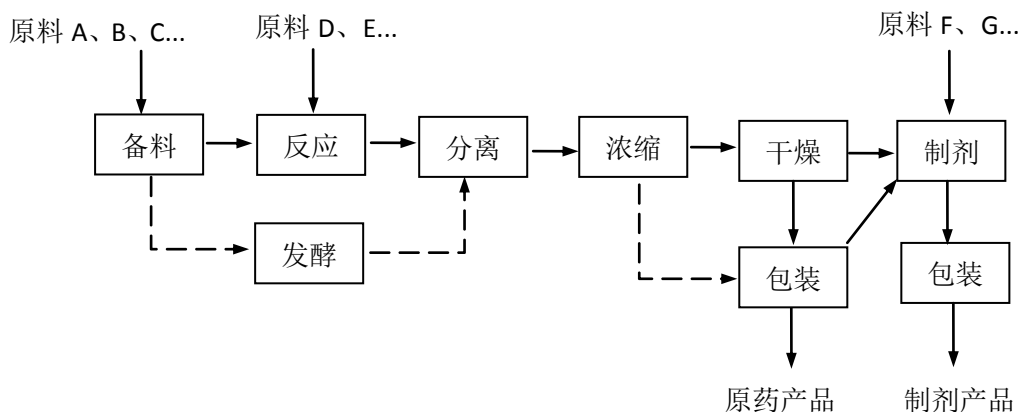 原料 A、B、C...
原料 D、E...
原料 F、G...
备料
反应
分离
浓缩
干燥
制剂
发酵
包装
包装
原药产品
制剂产品